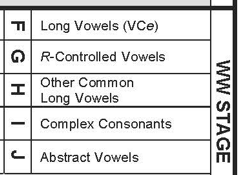 F Long Vowels (VCe)
G R-Controlled Vowels
H Other Common
Long Vowels
I Complex Consonants
J Abstract Vowels
WW STAGE